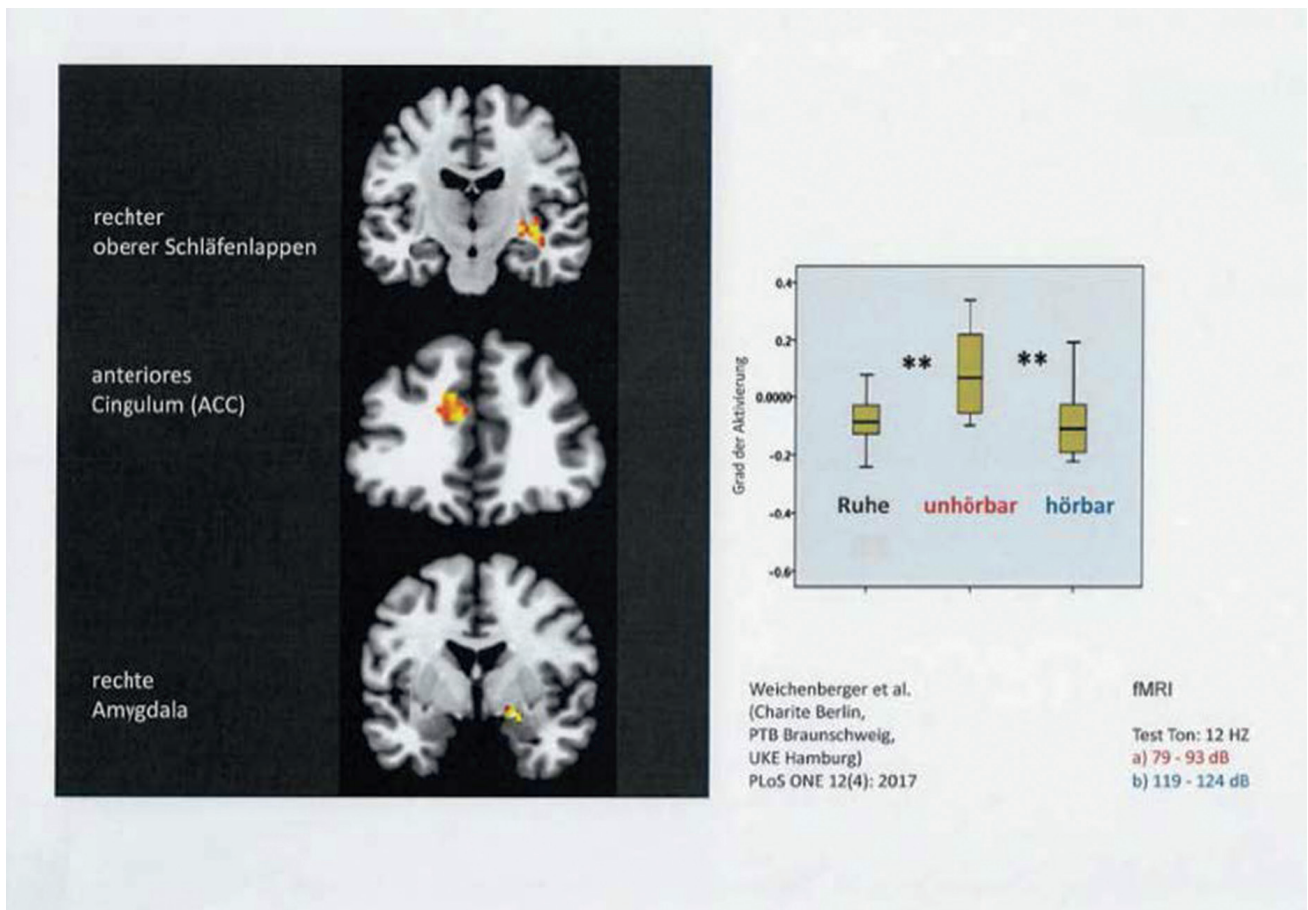 rechter
oberer Schläfenlappen
anteriores
Cingulum (ACC)
rechte
Amygdala
Grad der Aktivierung
0.4
0.2
0.0000
-0.2
-0.4
-0.6
**
**
Ruhe
unhörbar
hörbar
Weichenberger et al.
(Charite Berlin,
PTB Braunschweig,
UKE Hamburg)
PLoS ONE 12(4): 2017
fMRI
Test Ton: 12 HZ
a) 79 - 93 dB
b) 119 - 124 dB